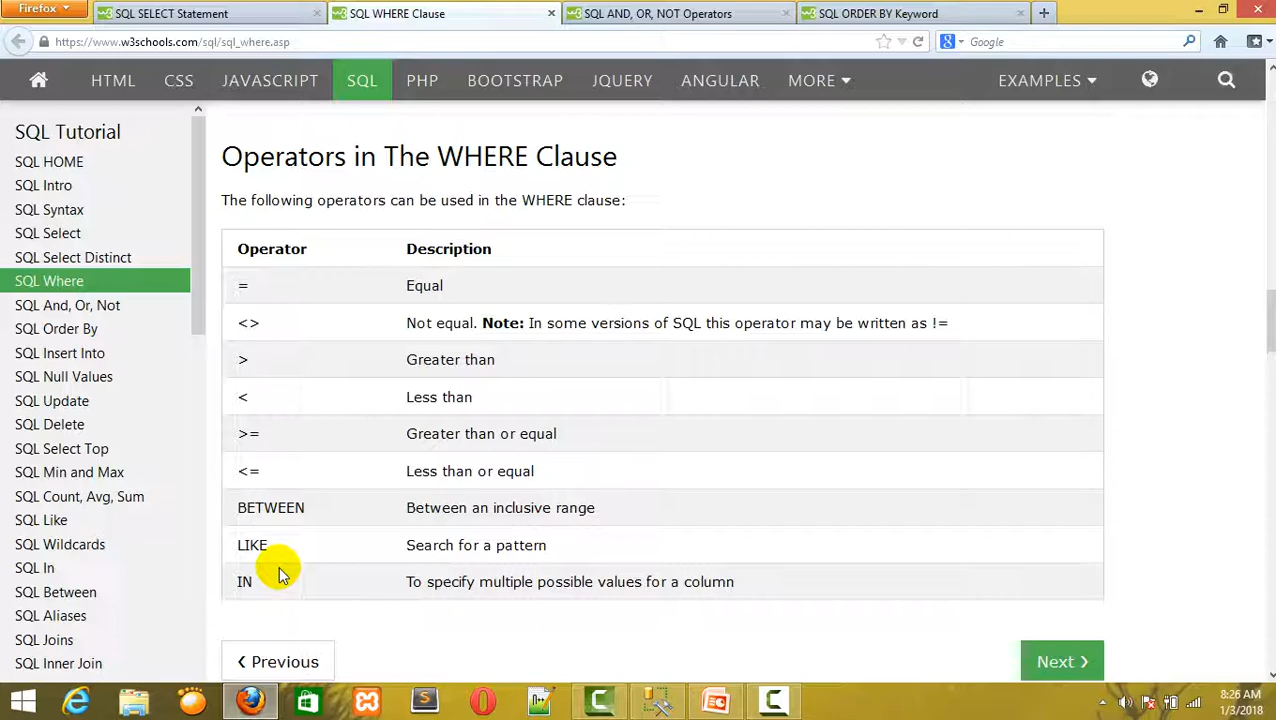 Firefox
SQL SELECT Statement
SQL WHERE Clause
SQL AND, OR, NOT Operators
SQL ORDER BY Keyword
https://www.w3schools.com/sql/sql_where.asp
Google
HTML CSS JAVASCRIPT SQL PHP BOOTSTRAP JQUERY ANGULAR MORE EXAMPLES
SQL Tutorial
SQL HOME
SQL Intro
SQL Syntax
SQL Select
SQL Select Distinct
SQL Where
SQL And, Or, Not
SQL Order By
SQL Insert Into
SQL Null Values
SQL Update
SQL Delete
SQL Select Top
SQL Min and Max
SQL Count, Avg, Sum
SQL Like
SQL Wildcards
SQL In
SQL Between
SQL Aliases
SQL Joins
SQL Inner Join
Operators in The WHERE Clause
The following operators can be used in the WHERE clause:
Operator Description
= Equal
<> Not equal. Note: In some versions of SQL this operator may be written as !=
> Greater than
< Less than
>= Greater than or equal
<= Less than or equal
BETWEEN Between an inclusive range
LIKE Search for a pattern
IN To specify multiple possible values for a column
❮ Previous
Next ❯
8:26 AM
1/3/2018